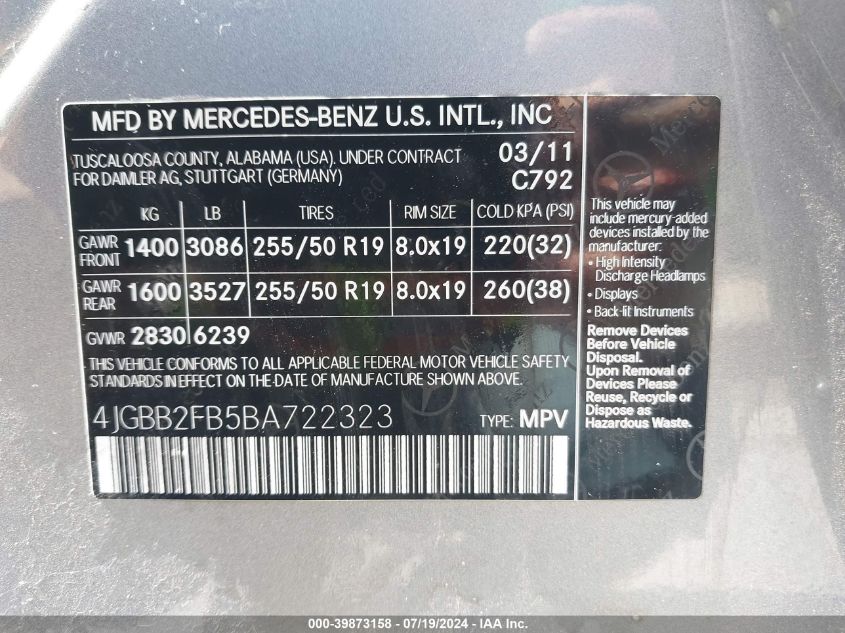 MFD BY MERCEDES-BENZ U.S. INTL., INC
TUSCALOOSA COUNTY, ALABAMA (USA). UNDER CONTRACT
FOR DAIMLER AG, STUTTGART (GERMANY)
03/11
C792
KG LB TIRES RIM SIZE COLD KPA (PSI)
GAWR FRONT 1400 3086 255/50 R19 8.0x19 220(32)
GAWR REAR 1600 3527 255/50 R19 8.0x19 260(38)
GVWR 2830 6239
THIS VEHICLE CONFORMS TO ALL APPLICABLE FEDERAL MOTOR VEHICLE SAFETY
STANDARDS IN EFFECT ON THE DATE OF MANUFACTURE SHOWN ABOVE.
4JGBB2FB5BA722323 TYPE: MPV
This vehicle may
include mercury-added
devices installed by the
manufacturer:
• High Intensity
Discharge Headlamps
• Displays
• Back-lit Instruments
Remove Devices
Before Vehicle
Disposal.
Upon Removal of
Devices Please
Reuse, Recycle or
Dispose as
Hazardous Waste.
000-39873158 - 07/19/2024 - IAA Inc.